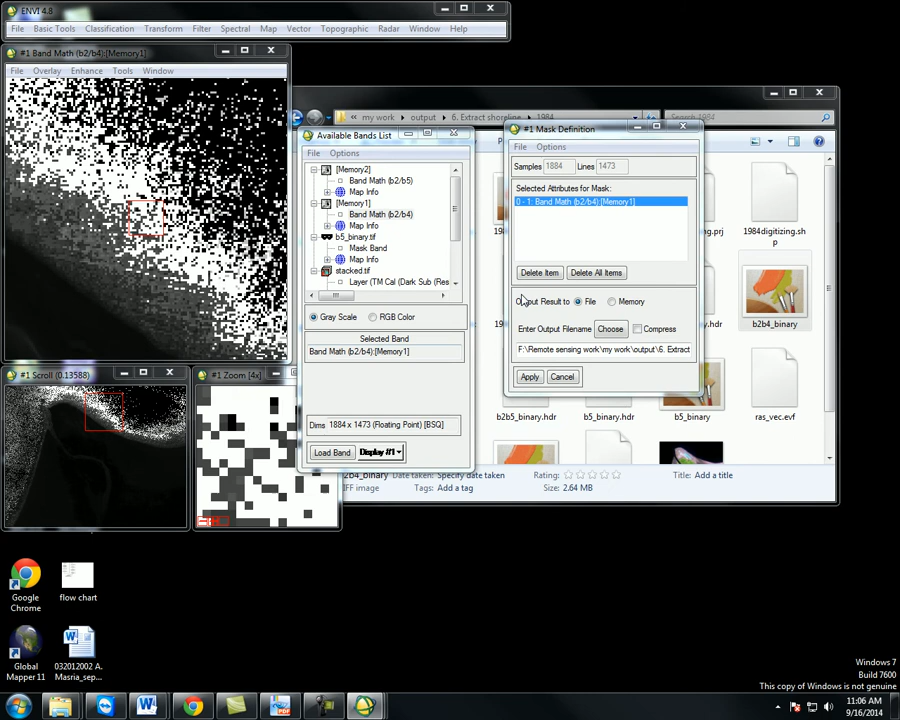 ENVI 4.8
File Basic Tools Classification Transform Filter Spectral Map Vector Topographic Radar Window Help
#1 Band Math (b2/b4):[Memory1]
File Overlay Enhance Tools Window
« my work › output › 6. Extract shoreline › 1984
Search 1984
Available Bands List
File Options
[Memory2]
Band Math (b2/b5)
Map Info
[Memory1]
Band Math (b2/b4)
Map Info
b5_binary.tif
Mask Band
Map Info
stacked.tif
Layer (TM Cal (Dark Sub (Res
Gray Scale RGB Color
Selected Band
Band Math (b2/b4):[Memory1]
Dims 1884 x 1473 (Floating Point) [BSQ]
Load Band Display #1
#1 Mask Definition
File Options
Samples 1884 Lines 1473
Selected Attributes for Mask:
0 - 1: Band Math (b2/b4):[Memory1]
Delete Item Delete All Items
Output Result to File Memory
Enter Output Filename Choose Compress
F:\Remote sensing work\my work\output\6. Extract
Apply Cancel
1984digitizing.sh
p
b2b4_binary
b2b5_binary.hdr b5_binary.hdr b5_binary ras_vec.evf
b2b4_binary Date taken: Specify date taken Rating: Title: Add a title
Tags: Add a tag Size: 2.64 MB
#1 Scroll (0.13588)
#1 Zoom [4x]
Google
Chrome
flow chart
Global
Mapper 11
032012002 A.
Masria_sep...
Windows 7
Build 7600
This copy of Windows is not genuine
11:06 AM
9/16/2014